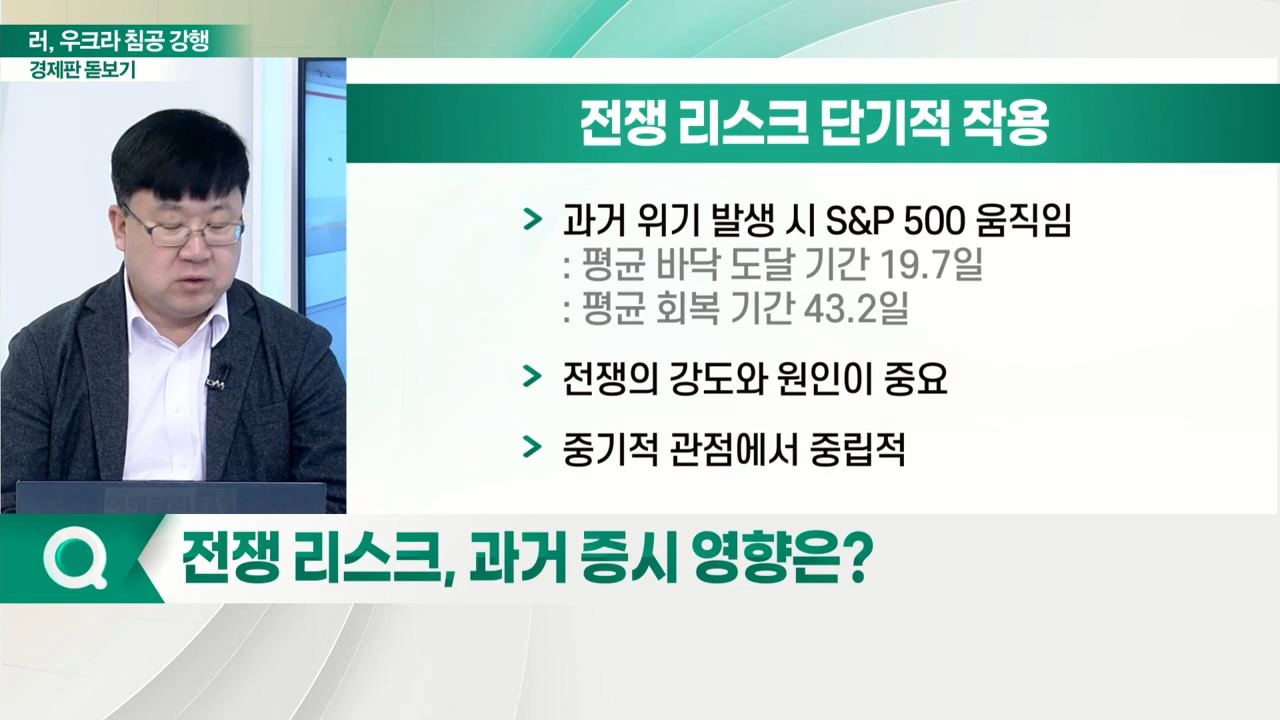 러, 우크라 침공 강행
경제판 돋보기
전쟁 리스크 단기적 작용
> 과거 위기 발생 시 S&P 500 움직임
: 평균 바닥 도달 기간 19.7일
: 평균 회복 기간 43.2일
> 전쟁의 강도와 원인이 중요
> 중기적 관점에서 중립적
전쟁 리스크, 과거 증시 영향은?